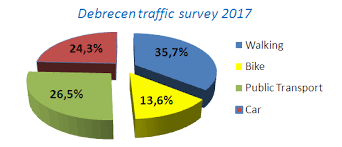 Debrecen traffic survey 2017
24,3%
35,7%
26,5%
13,6%
Walking
Bike
Public Transport
Car